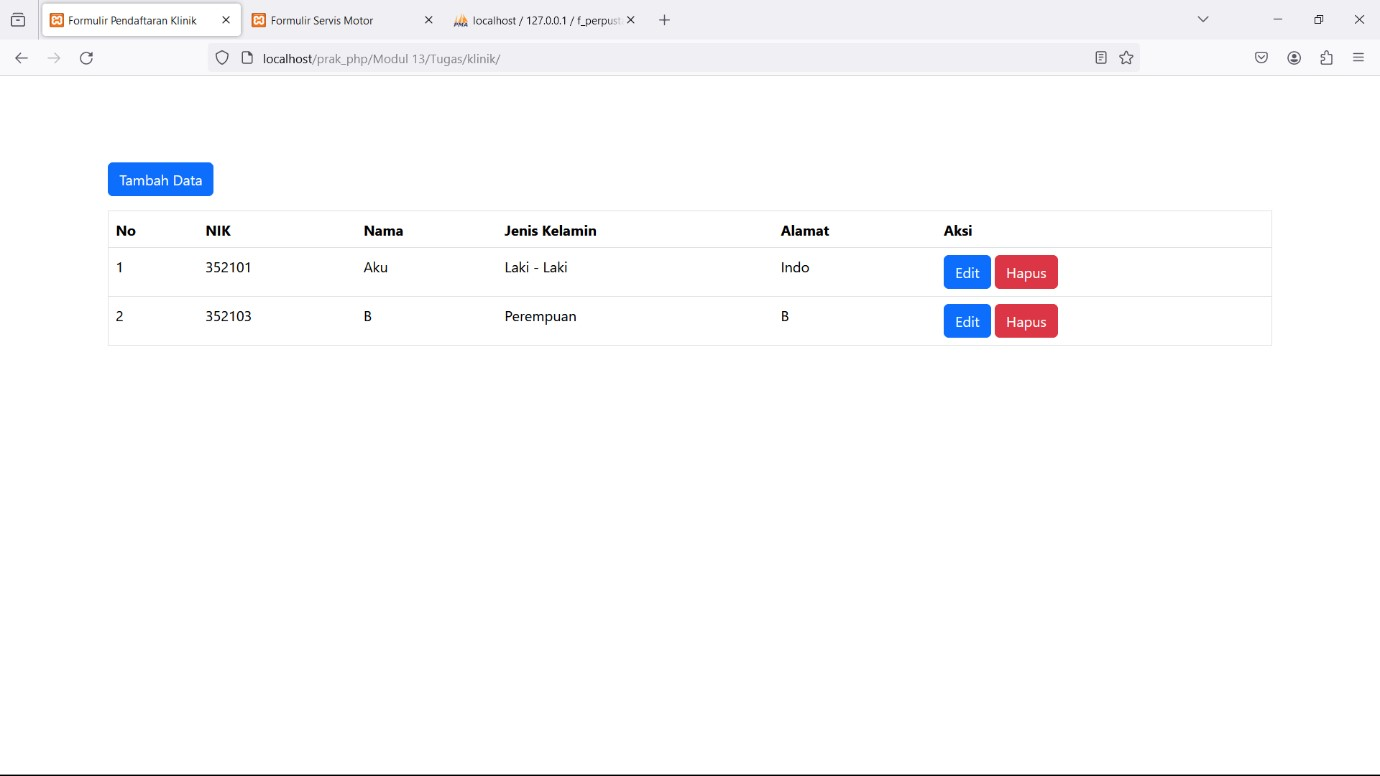 Formulir Pendaftaran Klinik
Formulir Servis Motor
localhost / 127.0.0.1 / f_perpust
localhost/prak_php/Modul 13/Tugas/klinik/
Tambah Data
No NIK Nama Jenis Kelamin Alamat Aksi
1 352101 Aku Laki - Laki Indo Edit Hapus
2 352103 B Perempuan B Edit Hapus